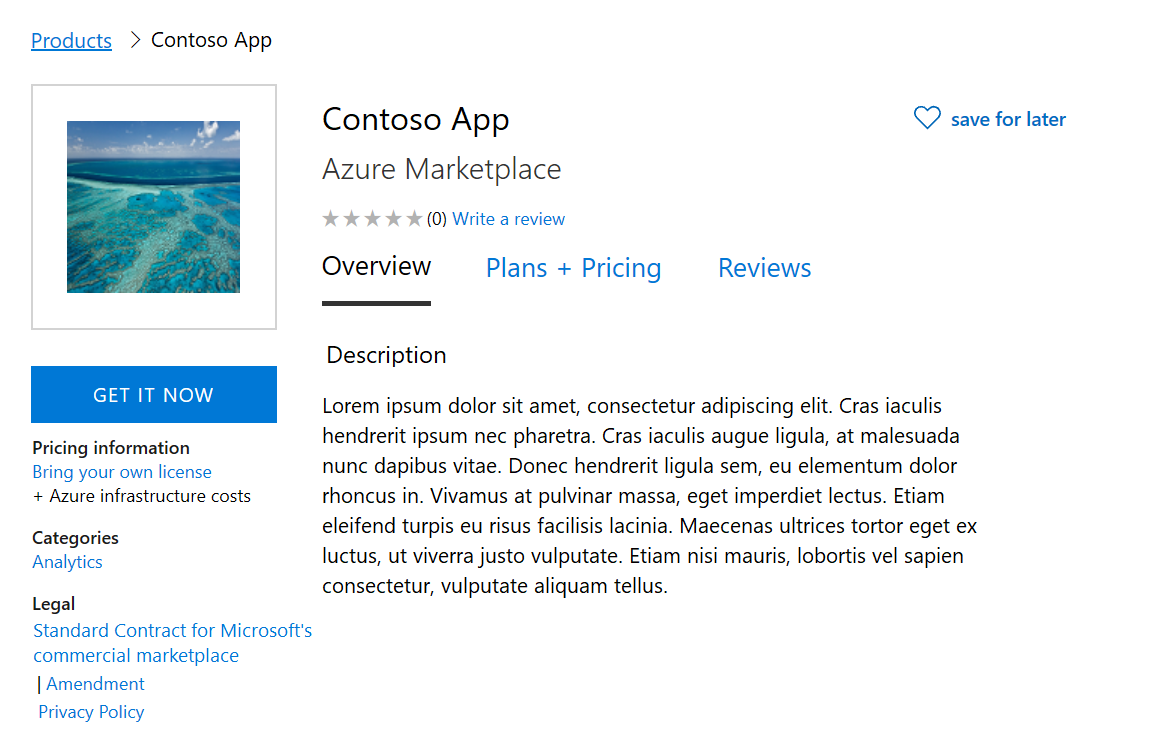 Products > Contoso App
Contoso App
save for later
Azure Marketplace
(0) Write a review
Overview Plans + Pricing Reviews
Description
Lorem ipsum dolor sit amet, consectetur adipiscing elit. Cras iaculis
hendrerit ipsum nec pharetra. Cras iaculis augue ligula, at malesuada
nunc dapibus vitae. Donec hendrerit ligula sem, eu elementum dolor
rhoncus in. Vivamus at pulvinar massa, eget imperdiet lectus. Etiam
eleifend turpis eu risus facilisis lacinia. Maecenas ultrices tortor eget ex
luctus, ut viverra justo vulputate. Etiam nisi mauris, lobortis vel sapien
consectetur, vulputate aliquam tellus.
GET IT NOW
Pricing information
Bring your own license
+ Azure infrastructure costs
Categories
Analytics
Legal
Standard Contract for Microsoft's
commercial marketplace
| Amendment
Privacy Policy